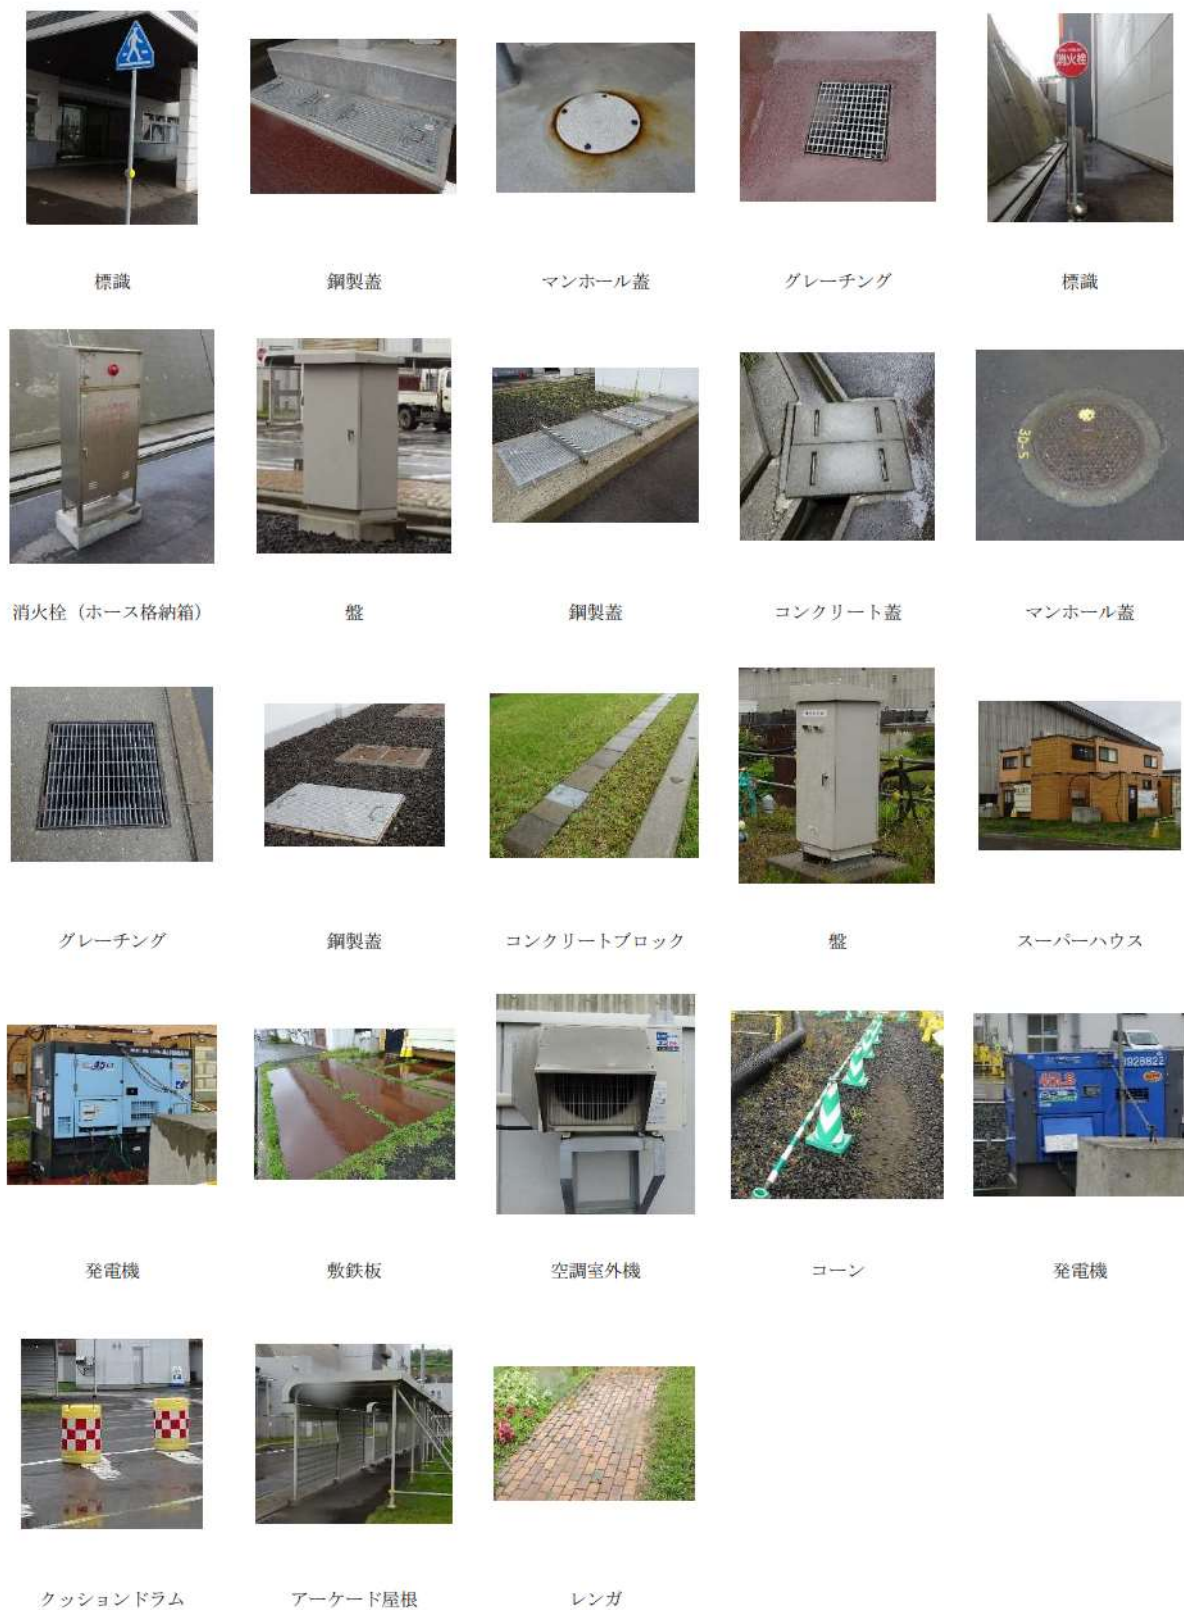 消火栓
標識
鋼製蓋
マンホール蓋
グレーチング
標識
30-5
消火栓（ホース格納箱）
盤
鋼製蓋
コンクリート蓋
マンホール蓋
グレーチング
鋼製蓋
コンクリートブロック
盤
スーパーハウス
発電機
敷鉄板
空調室外機
コーン
発電機
クッションドラム
アーケード屋根
レンガ